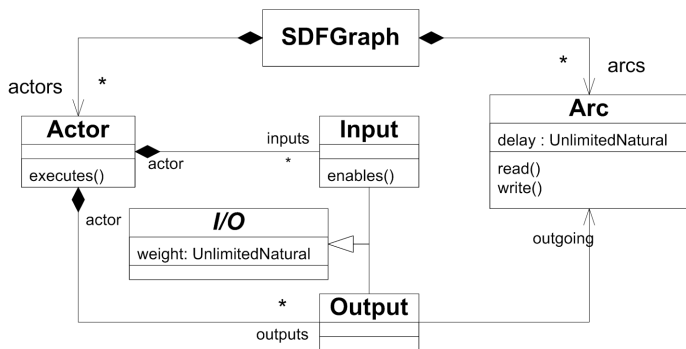 SDFGraph
actors
*
*
arcs
Actor
executes()
actor
inputs
*
Input
enables()
Arc
delay : UnlimitedNatural
read()
write()
actor
I/O
weight: UnlimitedNatural
outgoing
*
outputs
Output